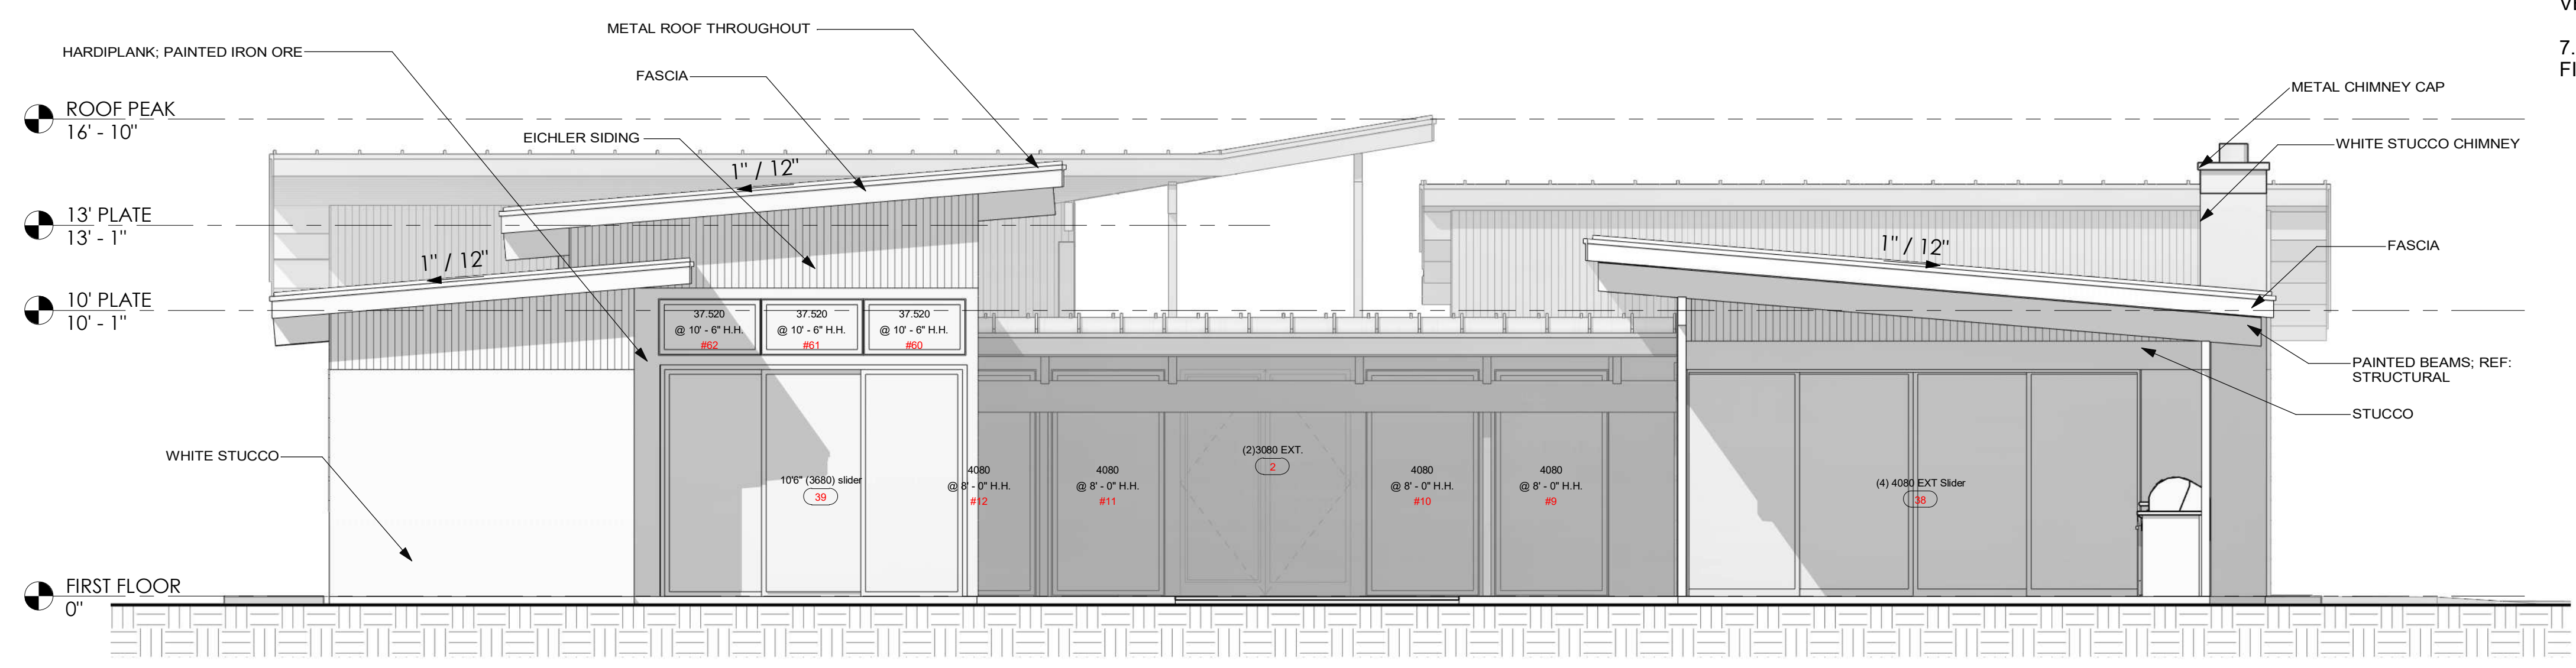 VI
7.
FI
METAL ROOF THROUGHOUT
HARDIPLANK; PAINTED IRON ORE
FASCIA
METAL CHIMNEY CAP
ROOF PEAK
16' - 10"
EICHLER SIDING
WHITE STUCCO CHIMNEY
1" / 12"
13' PLATE
13' - 1"
1" / 12"
1" / 12"
FASCIA
10' PLATE
10' - 1"
37.520
@ 10' - 6" H.H.
#62
37.520
@ 10' - 6" H.H.
#61
37.520
@ 10' - 6" H.H.
#60
PAINTED BEAMS; REF:
STRUCTURAL
STUCCO
WHITE STUCCO
10'6" (3680) slider
39
4080
@ 8' - 0" H.H.
#12
4080
@ 8' - 0" H.H.
#11
(2)3080 EXT.
2
4080
@ 8' - 0" H.H.
#10
4080
@ 8' - 0" H.H.
#9
(4) 4080 EXT Slider
38
FIRST FLOOR
0"